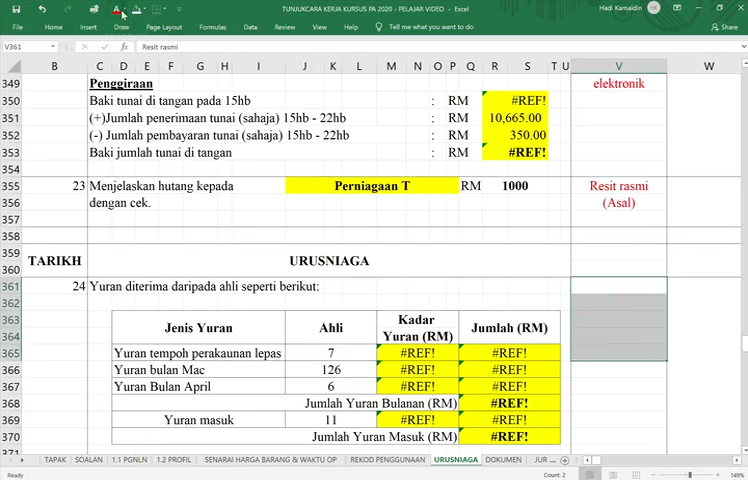 TUNJUKCARA KERJA KURSUS PA 2020 - PELAJAR VIDEO - Excel
Hadi Kamaldin HK
File Home Insert Draw Page Layout Formulas Data Review View Help Tell me what you want to do Share
V361 fx Resit rasmi
B C D E F G H I J K L M N O P Q R S T U V W
349 Penggiraan elektronik
350 Baki tunai di tangan pada 15hb : RM #REF!
351 (+)Jumlah penerimaan tunai (sahaja) 15hb - 22hb : RM 10,665.00
352 (-) Jumlah pembayaran tunai (sahaja) 15hb - 22hb : RM 350.00
353 Baki jumlah tunai di tangan : RM #REF!
354
355 23 Menjelaskan hutang kepada Perniagaan T RM 1000 Resit rasmi
356 dengan cek. (Asal)
357
358
359
TARIKH URUSNIAGA
360
361 24 Yuran diterima daripada ahli seperti berikut:
362
363 Jenis Yuran Ahli Kadar Yuran (RM) Jumlah (RM)
364
365 Yuran tempoh perakaunan lepas 7 #REF! #REF!
366 Yuran bulan Mac 126 #REF! #REF!
367 Yuran Bulan April 6 #REF! #REF!
368 Jumlah Yuran Bulanan (RM) #REF!
369 Yuran masuk 11 #REF! #REF!
370 Jumlah Yuran Masuk (RM) #REF!
371
TAPAK SOALAN 1.1 PGNLN 1.2 PROFIL SENARAI HARGA BARANG & WAKTU OP REKOD PENGGUNAAN URUSNIAGA DOKUMEN JUR ...
Ready Count: 2 149%